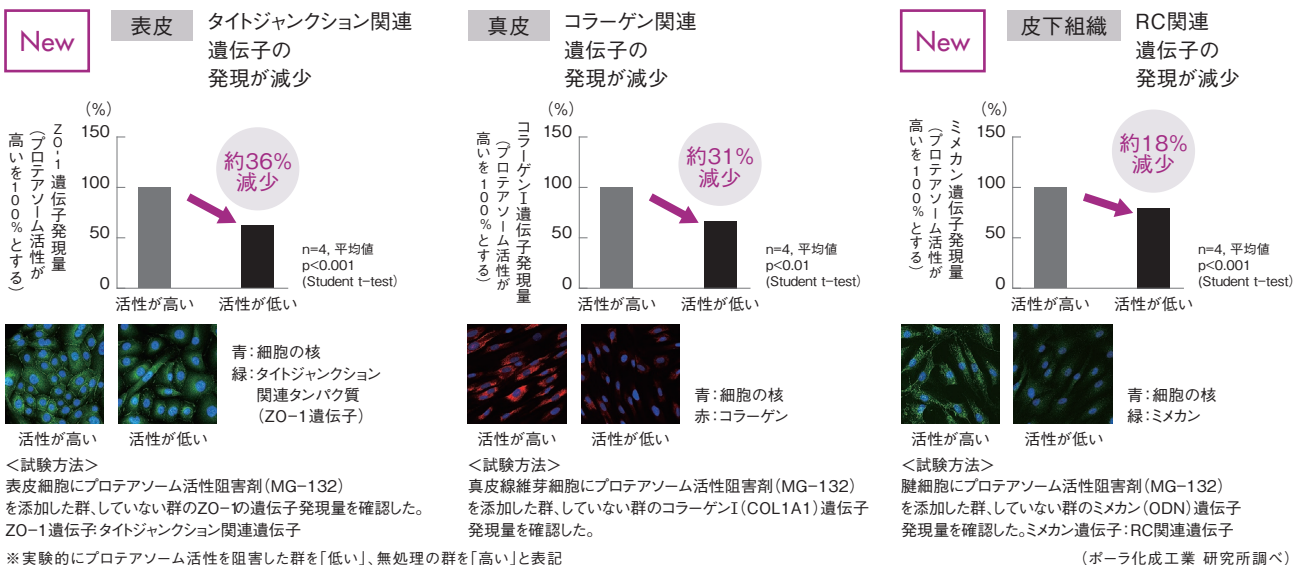 New
表皮
タイトジャンクション関連
遺伝子の
発現が減少
(%)
ZO-1遺伝子発現量
(プロテアソーム活性が
高いを100%とする)
150
100
50
0
約36%
減少
n=4, 平均値
p<0.001
(Student t-test)
活性が高い
活性が低い
青:細胞の核
緑:タイトジャンクション
関連タンパク質
(ZO-1遺伝子)
活性が高い
活性が低い
<試験方法>
表皮細胞にプロテアソーム活性阻害剤(MG-132)
を添加した群、していない群のZO-1の遺伝子発現量を確認した。
ZO-1遺伝子:タイトジャンクション関連遺伝子
真皮
コラーゲン関連
遺伝子の
発現が減少
(%)
コラーゲンI遺伝子発現量
(プロテアソーム活性が
高いを100%とする)
150
100
50
0
約31%
減少
n=4, 平均値
p<0.01
(Student t-test)
活性が高い
活性が低い
青:細胞の核
赤:コラーゲン
活性が高い
活性が低い
<試験方法>
真皮線維芽細胞にプロテアソーム活性阻害剤(MG-132)
を添加した群、していない群のコラーゲンI(COL1A1)遺伝子
発現量を確認した。
New
皮下組織
RC関連
遺伝子の
発現が減少
(%)
ミメカン遺伝子発現量
(プロテアソーム活性が
高いを100%とする)
150
100
50
0
約18%
減少
n=4, 平均値
p<0.001
(Student t-test)
活性が高い
活性が低い
青:細胞の核
緑:ミメカン
活性が高い
活性が低い
<試験方法>
腱細胞にプロテアソーム活性阻害剤(MG-132)
を添加した群、していない群のミメカン(ODN)遺伝子
発現量を確認した。ミメカン遺伝子:RC関連遺伝子
※実験的にプロテアソーム活性を阻害した群を「低い」、無処理の群を「高い」と表記
(ポーラ化成工業 研究所調べ)